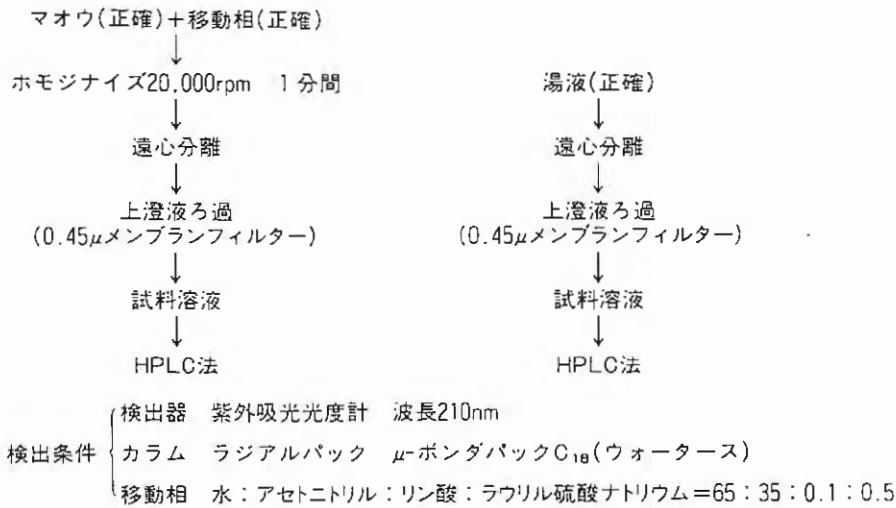 マオウ(正確)+移動相(正確)
ホモジナイズ20,000rpm 1分間
遠心分離
上澄液ろ過
(0.45μメンブランフィルター)
試料溶液
HPLC法
湯液(正確)
遠心分離
上澄液ろ過
(0.45μメンブランフィルター)
試料溶液
HPLC法
検出条件
検出器 紫外吸光光度計 波長210nm
カラム ラジアルパック μ-ボンダパックC₁₈(ウォータース)
移動相 水:アセトニトリル:リン酸:ラウリル硫酸ナトリウム=65:35:0.1:0.5